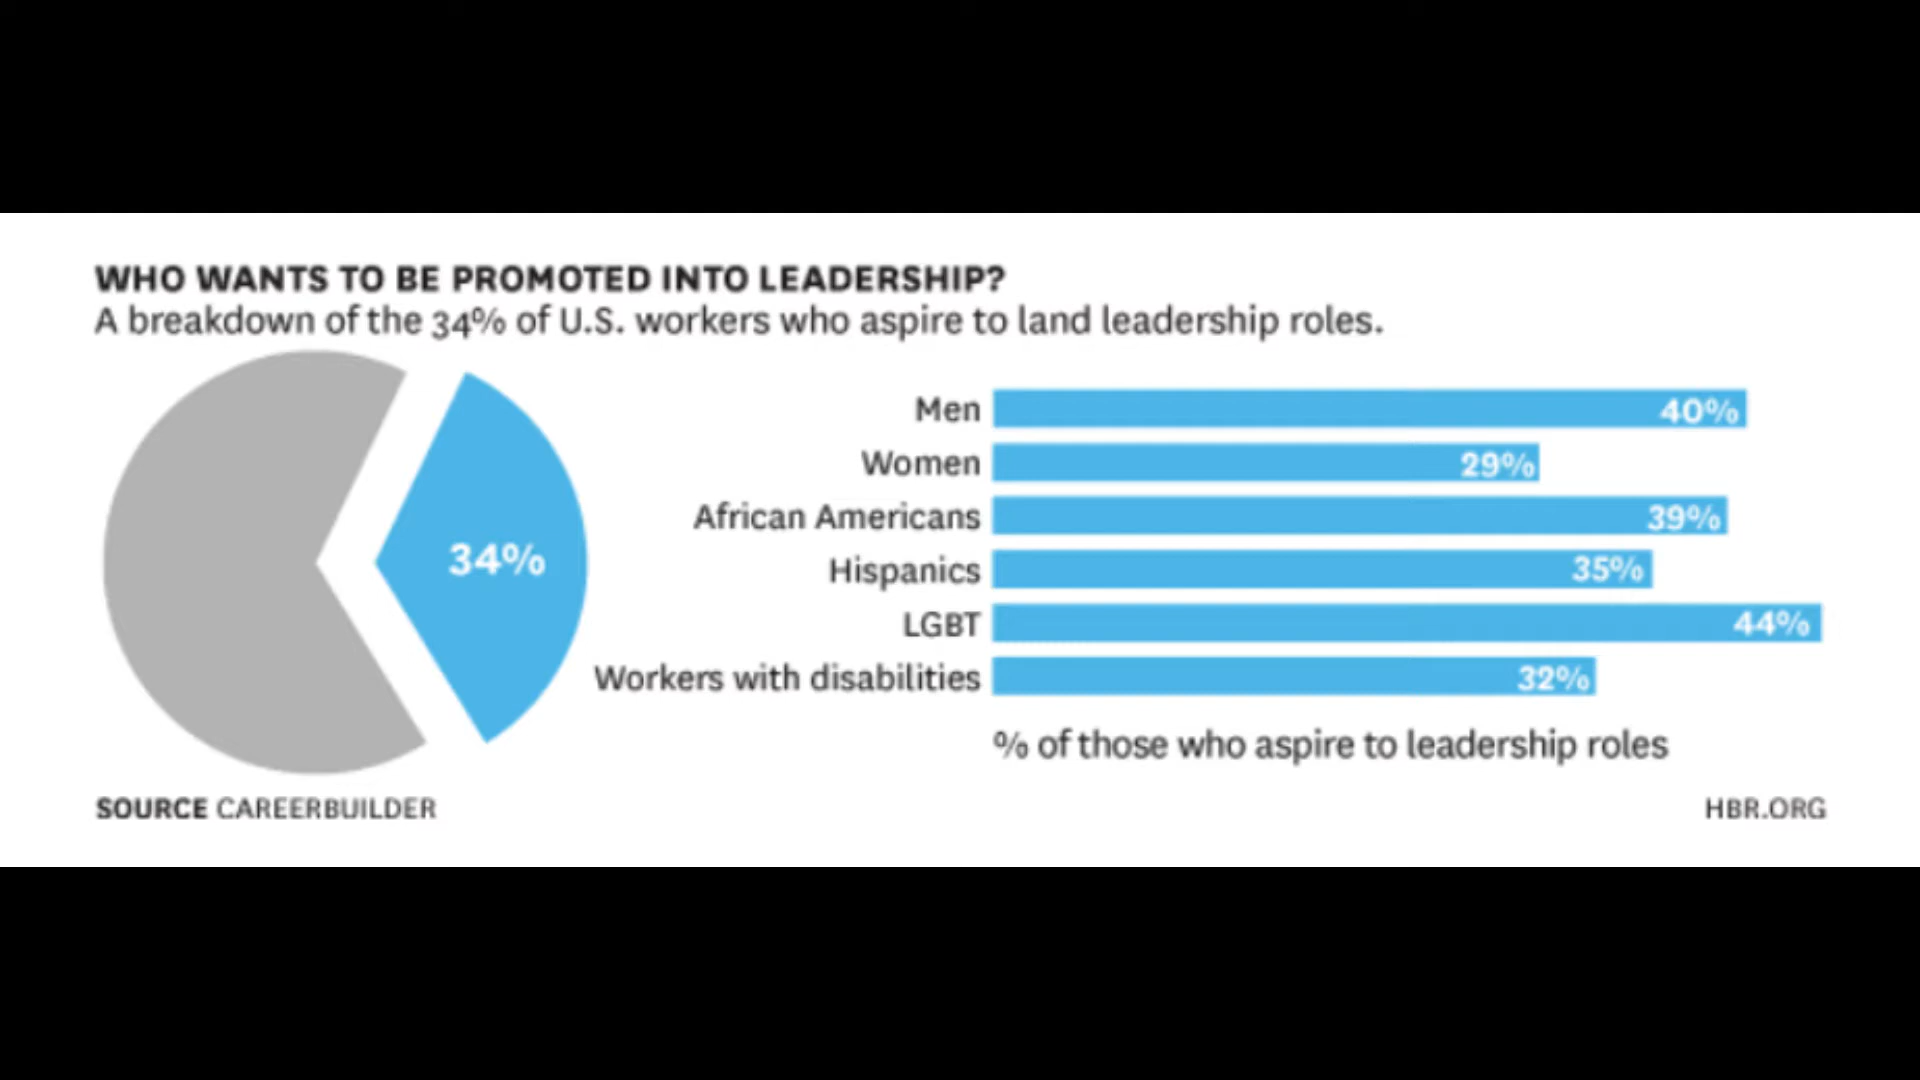 WHO WANTS TO BE PROMOTED INTO LEADERSHIP?
A breakdown of the 34% of U.S. workers who aspire to land leadership roles.
34%
Men 40%
Women 29%
African Americans 39%
Hispanics 35%
LGBT 44%
Workers with disabilities 32%
% of those who aspire to leadership roles
SOURCE CAREERBUILDER
HBR.ORG